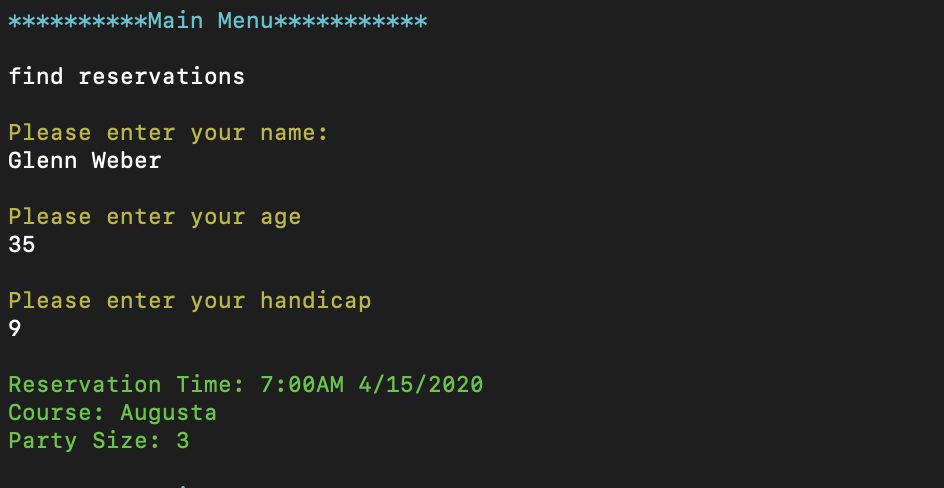 **********Main Menu***********
find reservations
Please enter your name:
Glenn Weber
Please enter your age
35
Please enter your handicap
9
Reservation Time: 7:00AM 4/15/2020
Course: Augusta
Party Size: 3